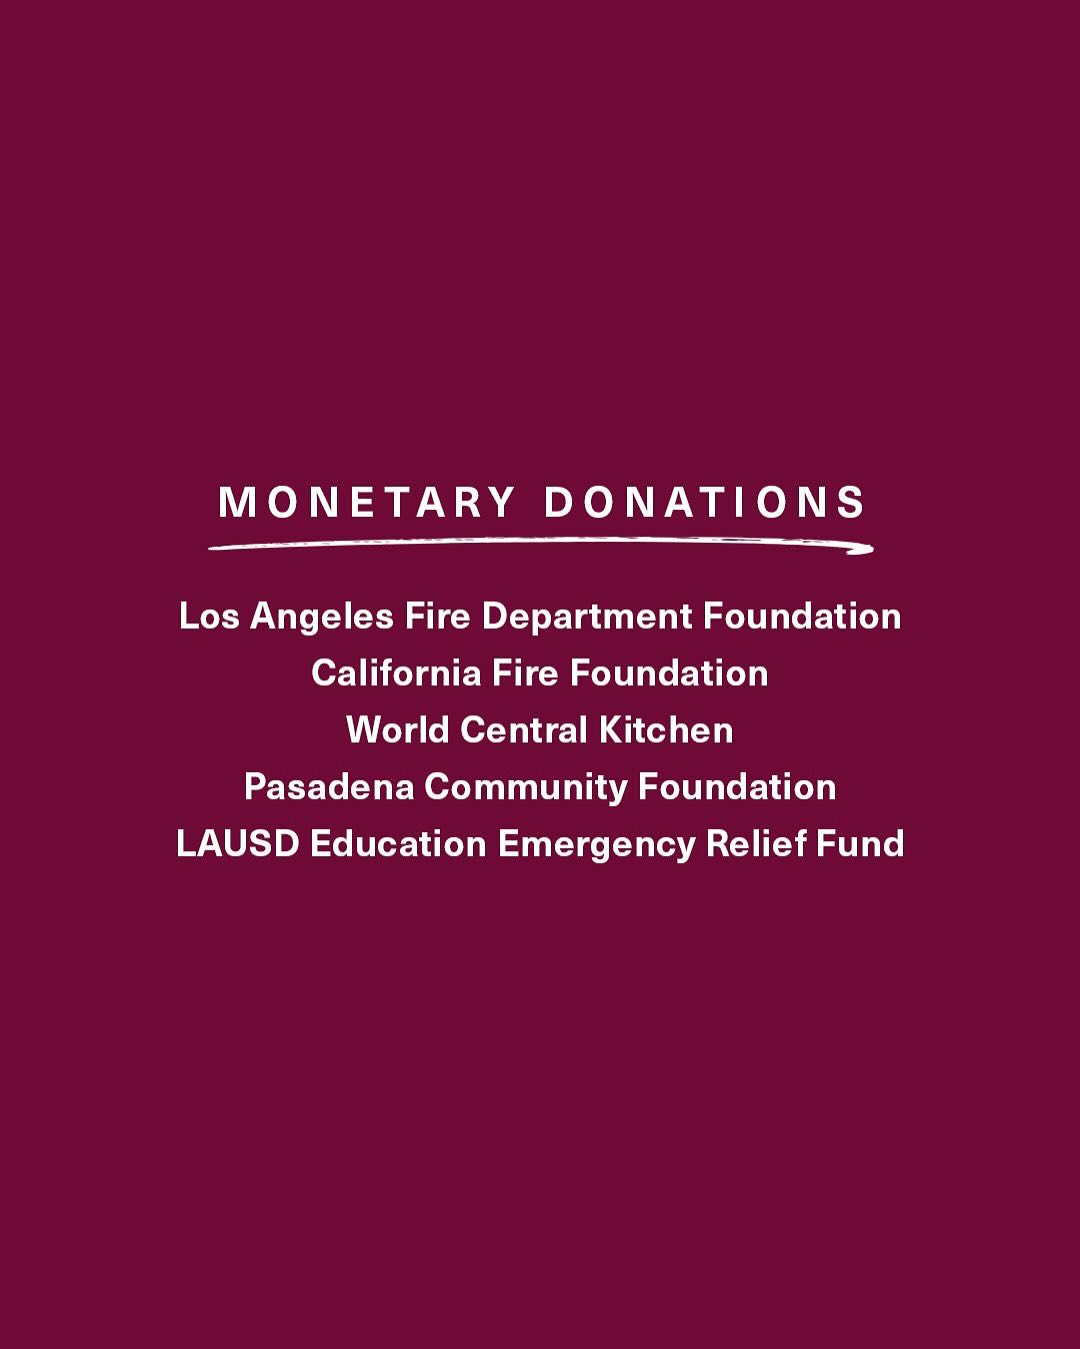 MONETARY DONATIONS
Los Angeles Fire Department Foundation
California Fire Foundation
World Central Kitchen
Pasadena Community Foundation
LAUSD Education Emergency Relief Fund